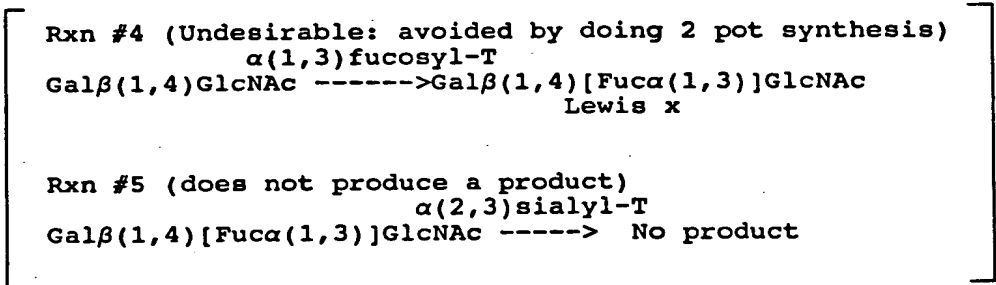 Rxn #4 (Undesirable: avoided by doing 2 pot synthesis)
α(1,3)fucosyl-T
Galβ(1,4)GlcNAc ------>Galβ(1,4)[Fucα(1,3)]GlcNAc
Lewis x
Rxn #5 (does not produce a product)
α(2,3)sialyl-T
Galβ(1,4)[Fucα(1,3)]GlcNAc -----> No product